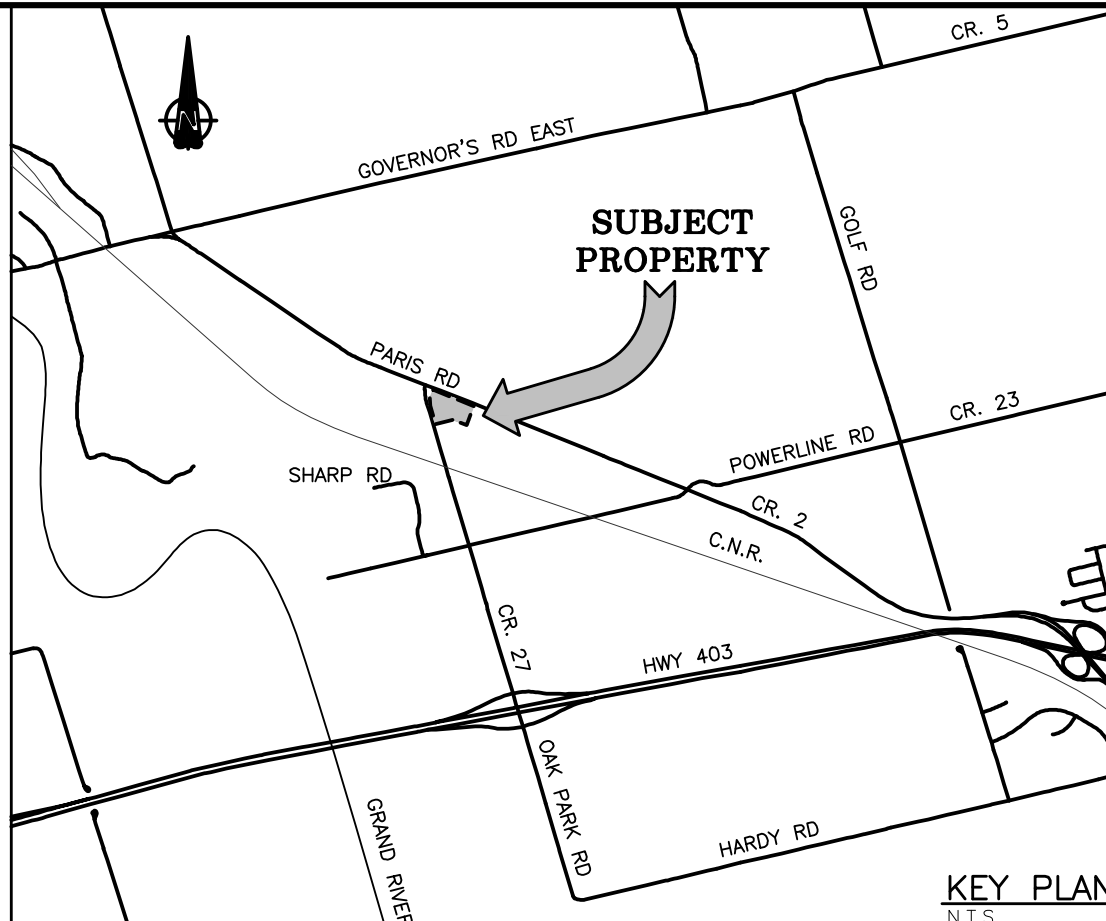 CR. 5
N
GOVERNOR'S RD EAST
SUBJECT
PROPERTY
GOLF RD
PARIS RD
CR. 23
POWERLINE RD
SHARP RD
CR. 2
C.N.R.
CR. 27
HWY 403
OAK PARK RD
GRAND RIVER
HARDY RD
KEY PLAN
N.T.S.